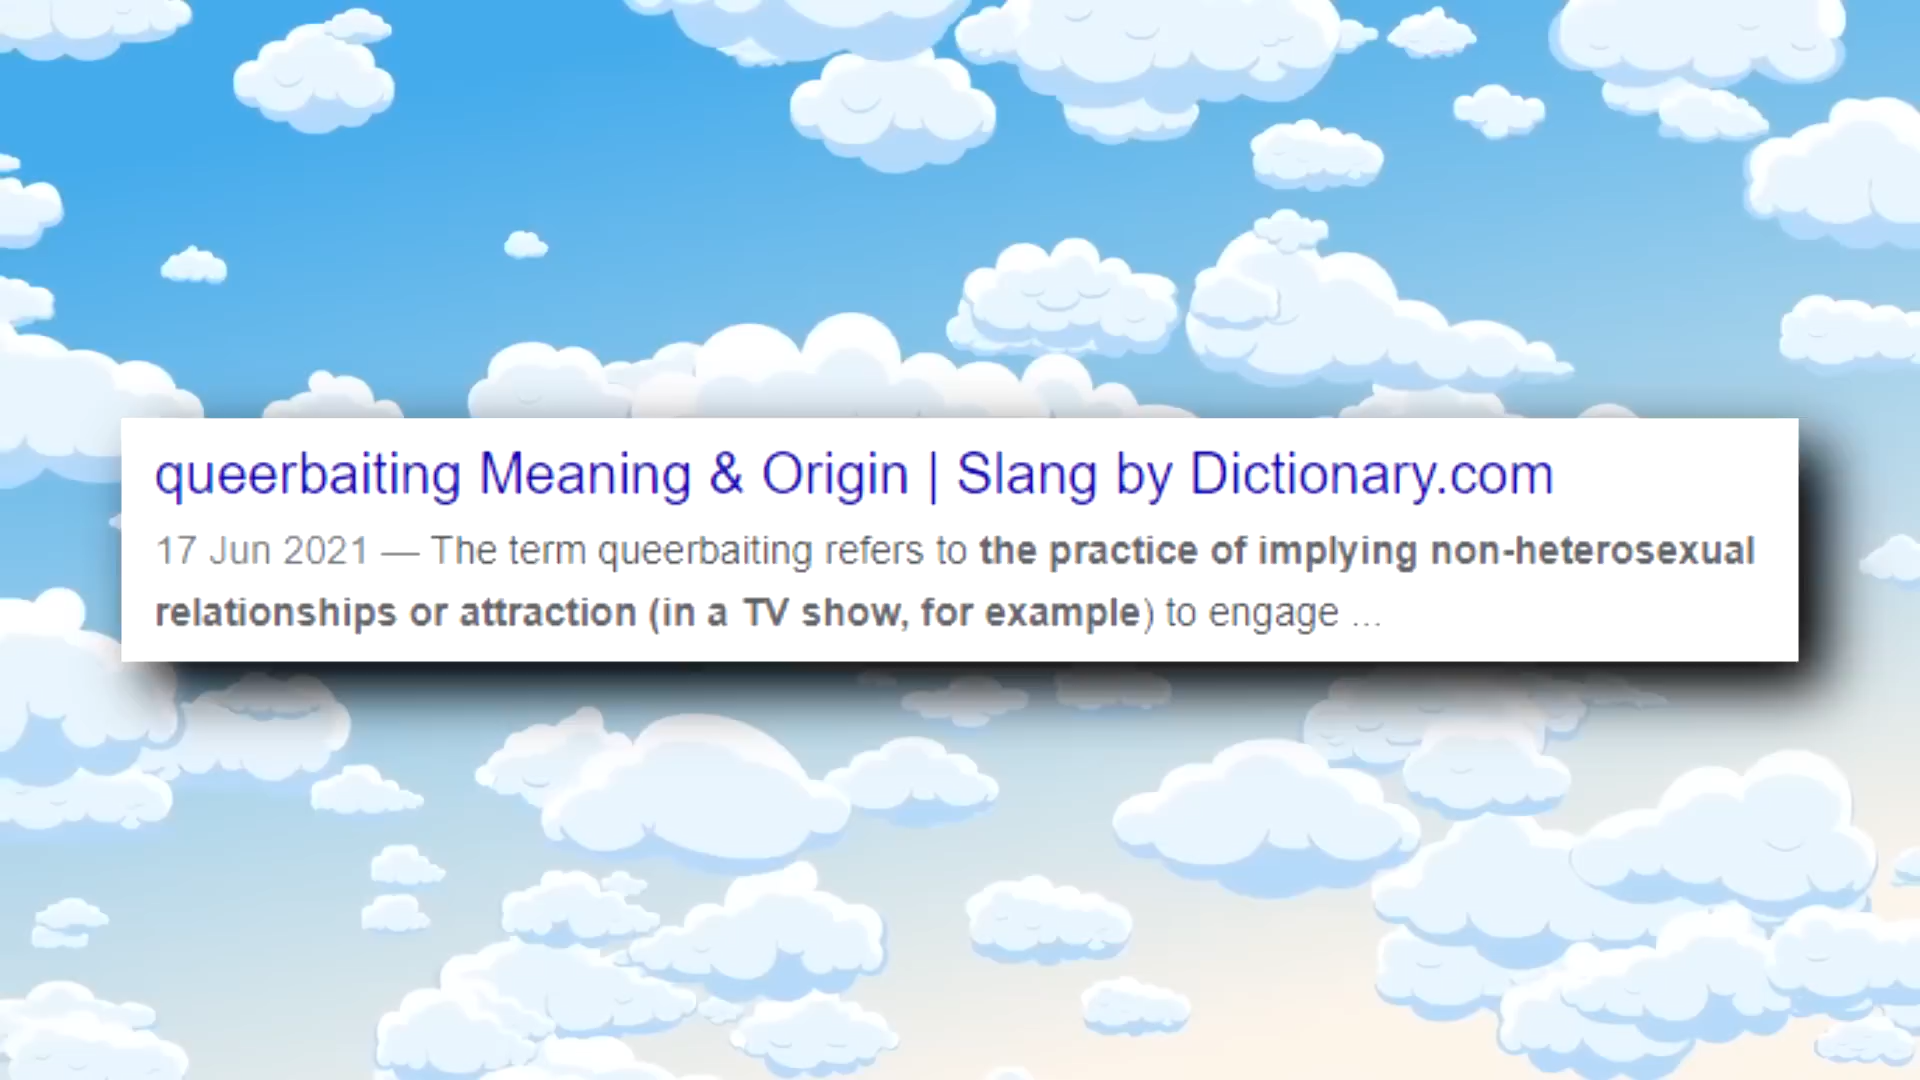 queerbaiting Meaning & Origin | Slang by Dictionary.com
17 Jun 2021 — The term queerbaiting refers to the practice of implying non-heterosexual
relationships or attraction (in a TV show, for example) to engage ...